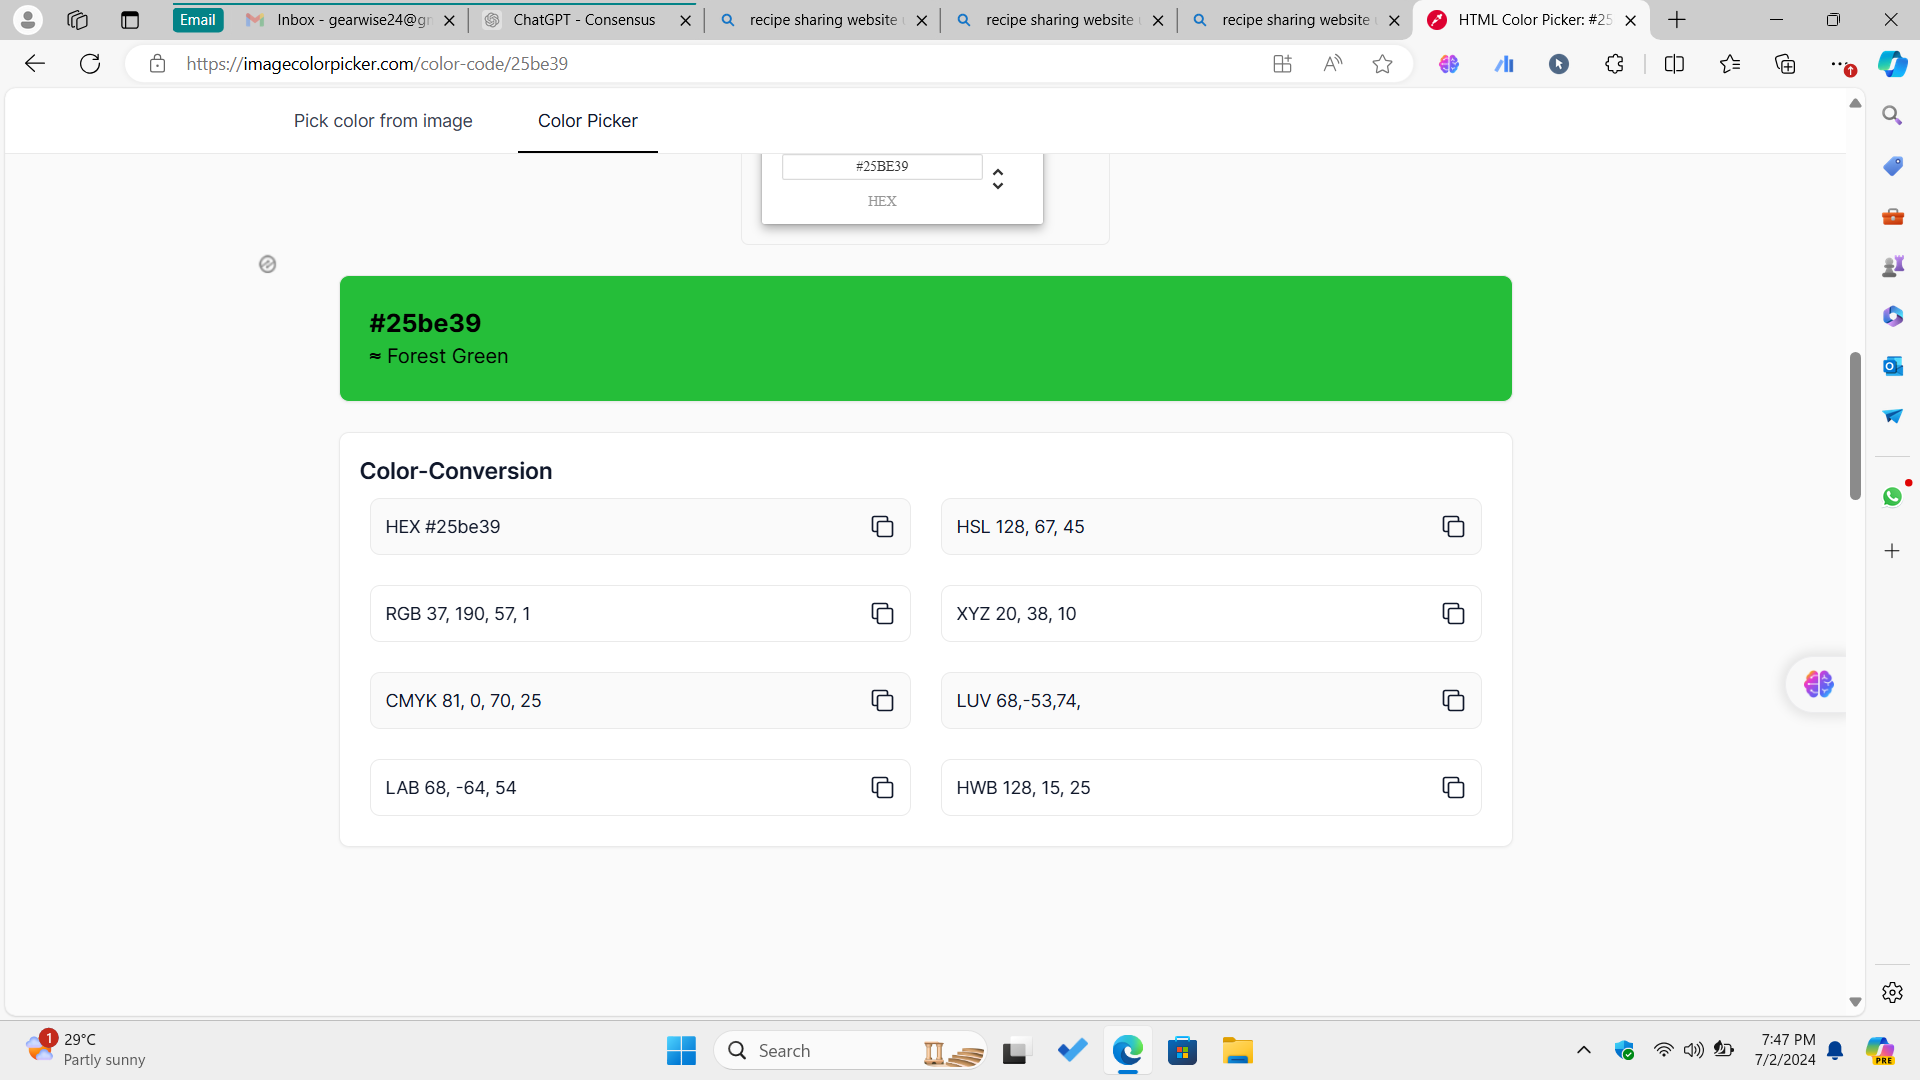 Email
Inbox - gearwise24@g
ChatGPT - Consensus
recipe sharing website
recipe sharing website
recipe sharing website
HTML Color Picker: #25
https://imagecolorpicker.com/color-code/25be39
Pick color from image
Color Picker
#25BE39
HEX
#25be39
≈ Forest Green
Color-Conversion
HEX #25be39
HSL 128, 67, 45
RGB 37, 190, 57, 1
XYZ 20, 38, 10
CMYK 81, 0, 70, 25
LUV 68,-53,74,
LAB 68, -64, 54
HWB 128, 15, 25
1
29°C
Partly sunny
Search
7:47 PM
7/2/2024
PRE